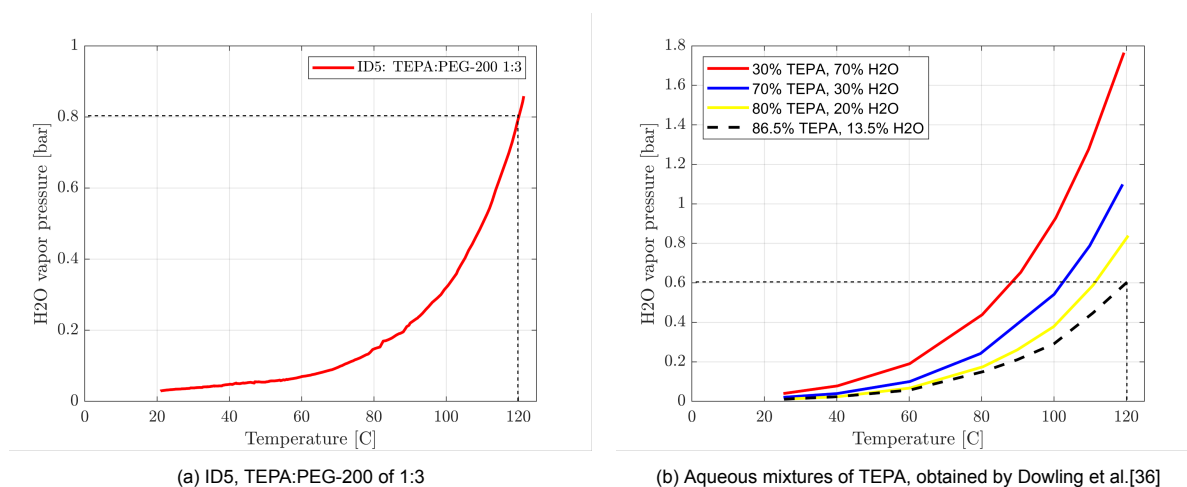 1
0.8
0.6
0.4
0.2
0
H2O vapor pressure [bar]
ID5: TEPA:PEG-200 1:3
0 20 40 60 80 100 120
Temperature [C]
(a) ID5, TEPA:PEG-200 of 1:3
1.8
1.6
1.4
1.2
1
0.8
0.6
0.4
0.2
0
H2O vapor pressure [bar]
30% TEPA, 70% H2O
70% TEPA, 30% H2O
80% TEPA, 20% H2O
86.5% TEPA, 13.5% H2O
0 20 40 60 80 100 120
Temperature [C]
(b) Aqueous mixtures of TEPA, obtained by Dowling et al.[36]